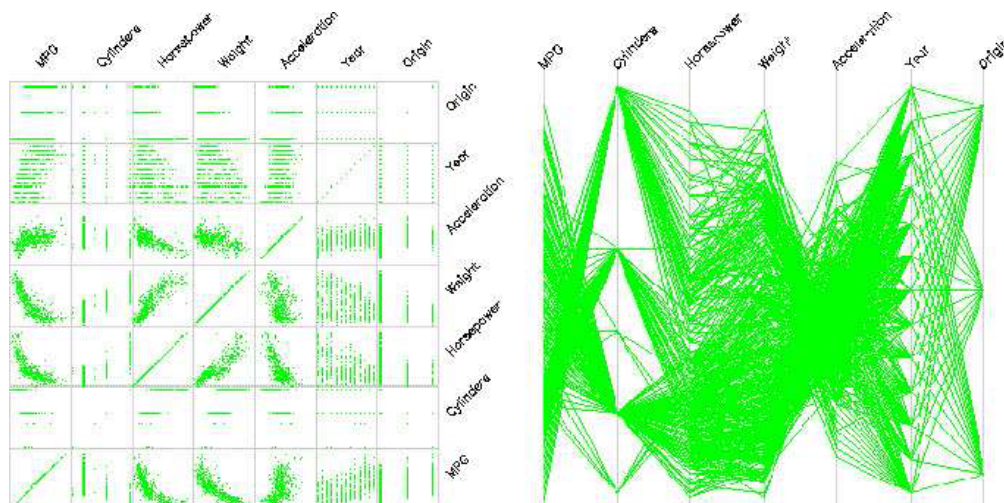 MPG
Cylinders
Horsepower
Weight
Acceleration
Year
Origin
Origin
Year
Acceleration
Weight
Horsepower
Cylinders
MPG
MPG
Cylinders
Horsepower
Weight
Acceleration
Year
Origin